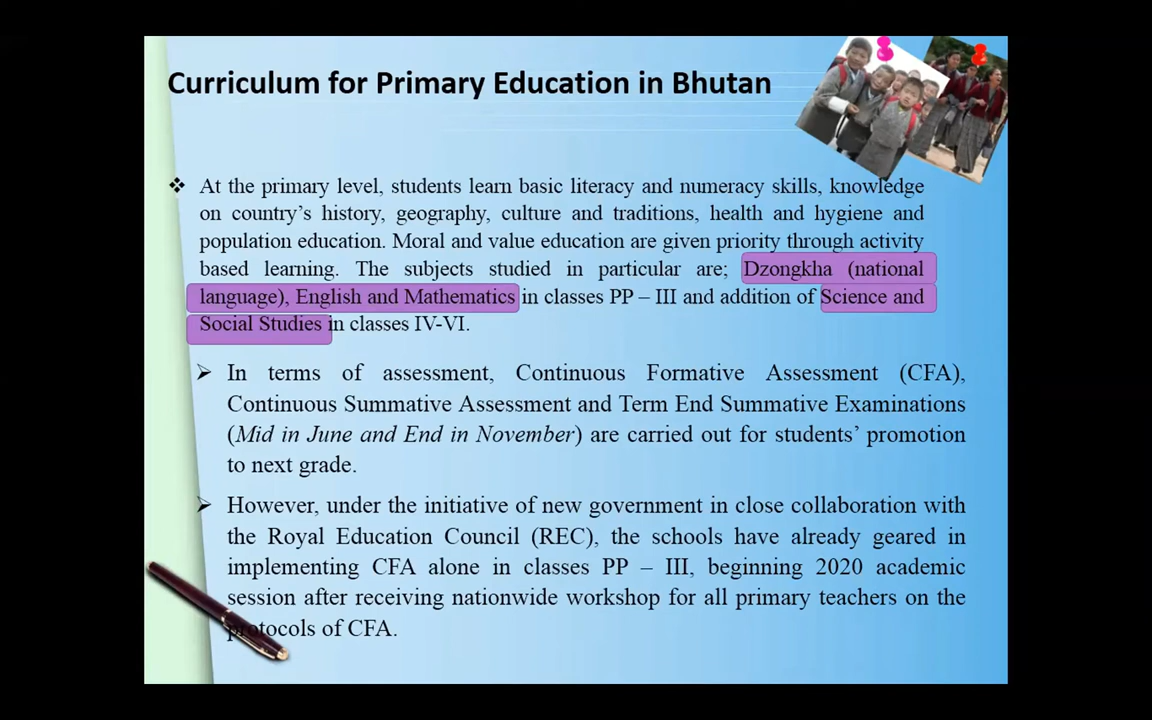 Curriculum for Primary Education in Bhutan
❖ At the primary level, students learn basic literacy and numeracy skills, knowledge
on country’s history, geography, culture and traditions, health and hygiene and
population education. Moral and value education are given priority through activity
based learning. The subjects studied in particular are; Dzongkha (national
language), English and Mathematics in classes PP – III and addition of Science and
Social Studies in classes IV-VI.
➢ In terms of assessment, Continuous Formative Assessment (CFA),
Continuous Summative Assessment and Term End Summative Examinations
(Mid in June and End in November) are carried out for students’ promotion
to next grade.
➢ However, under the initiative of new government in close collaboration with
the Royal Education Council (REC), the schools have already geared in
implementing CFA alone in classes PP – III, beginning 2020 academic
session after receiving nationwide workshop for all primary teachers on the
protocols of CFA.